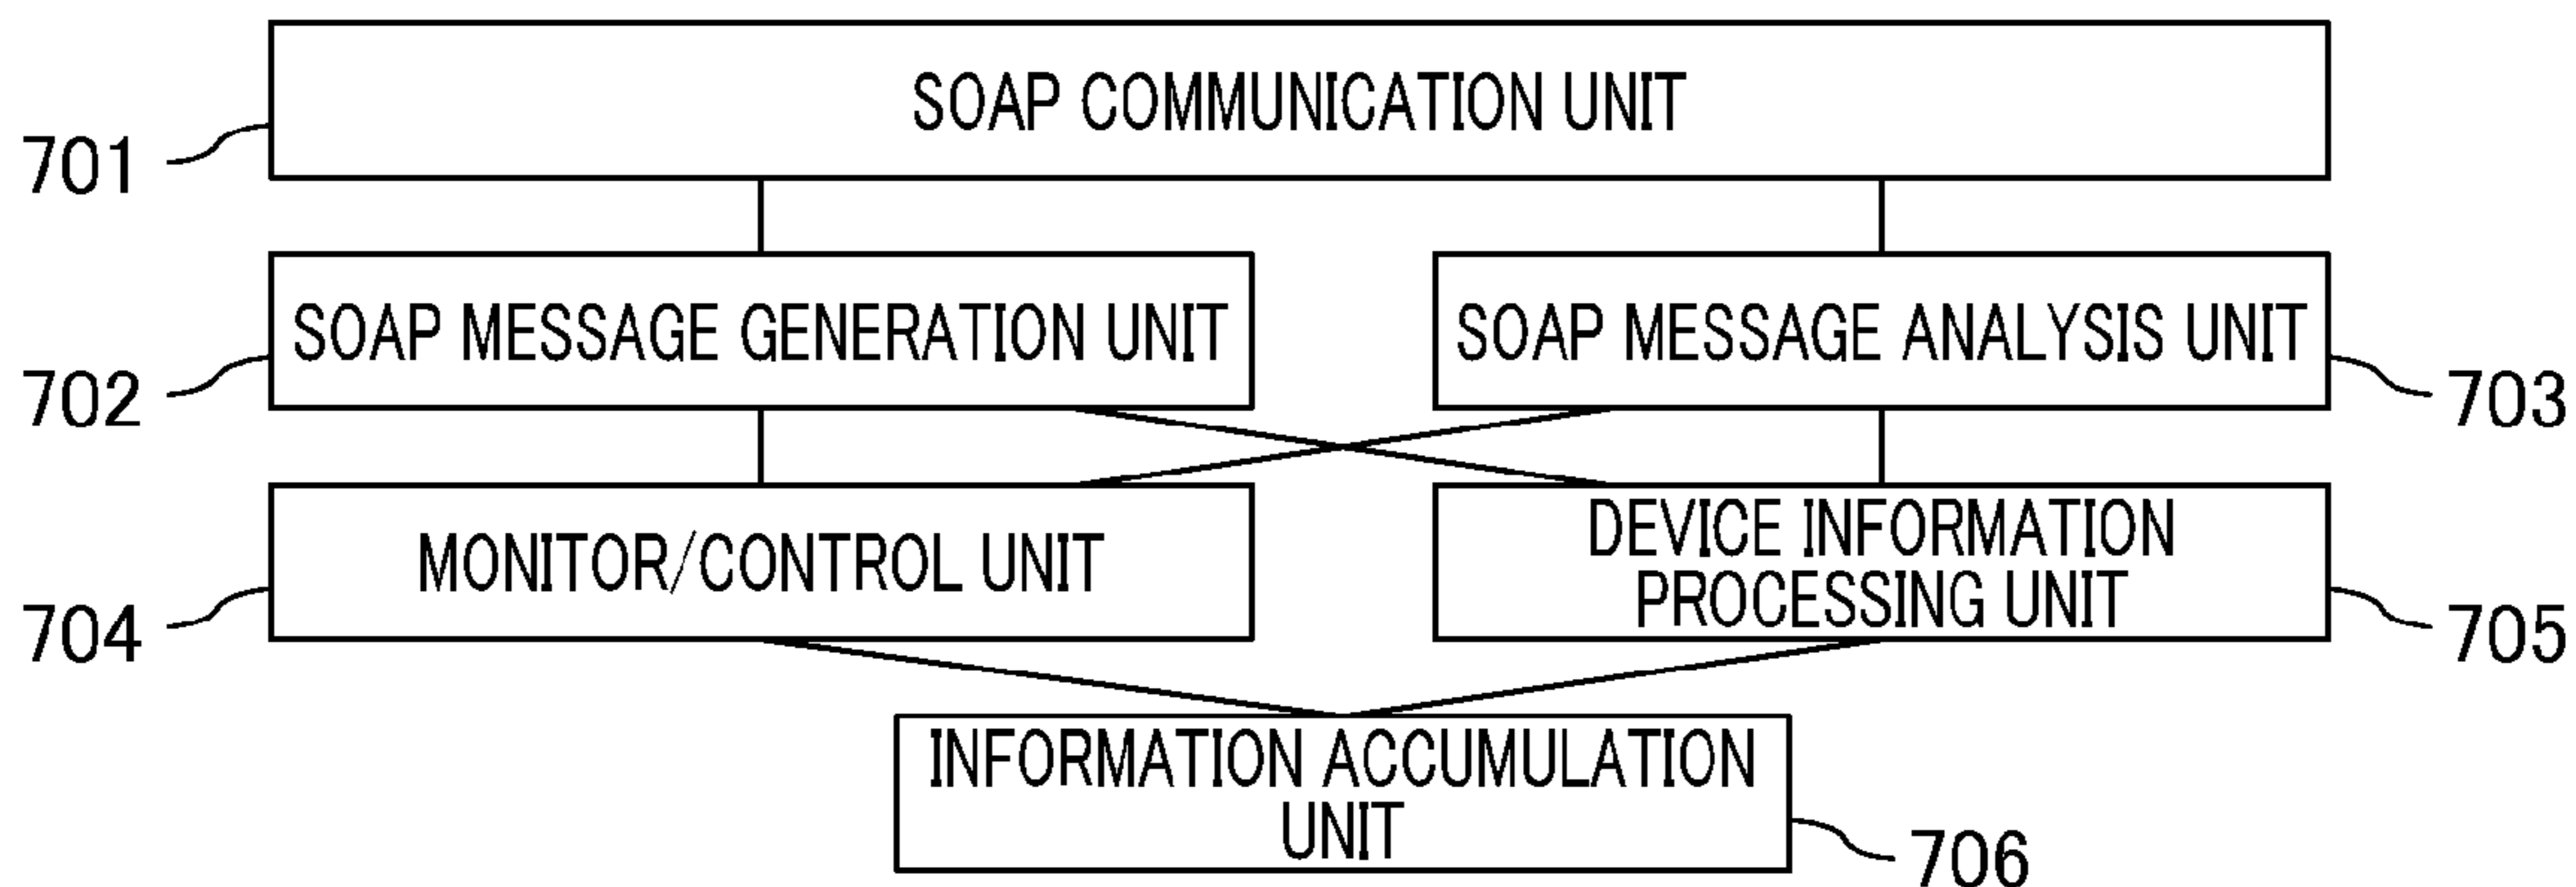 SOAP COMMUNICATION UNIT
701
SOAP MESSAGE GENERATION UNIT
702
SOAP MESSAGE ANALYSIS UNIT
703
MONITOR/CONTROL UNIT
704
DEVICE INFORMATION
PROCESSING UNIT
705
INFORMATION ACCUMULATION
UNIT
706